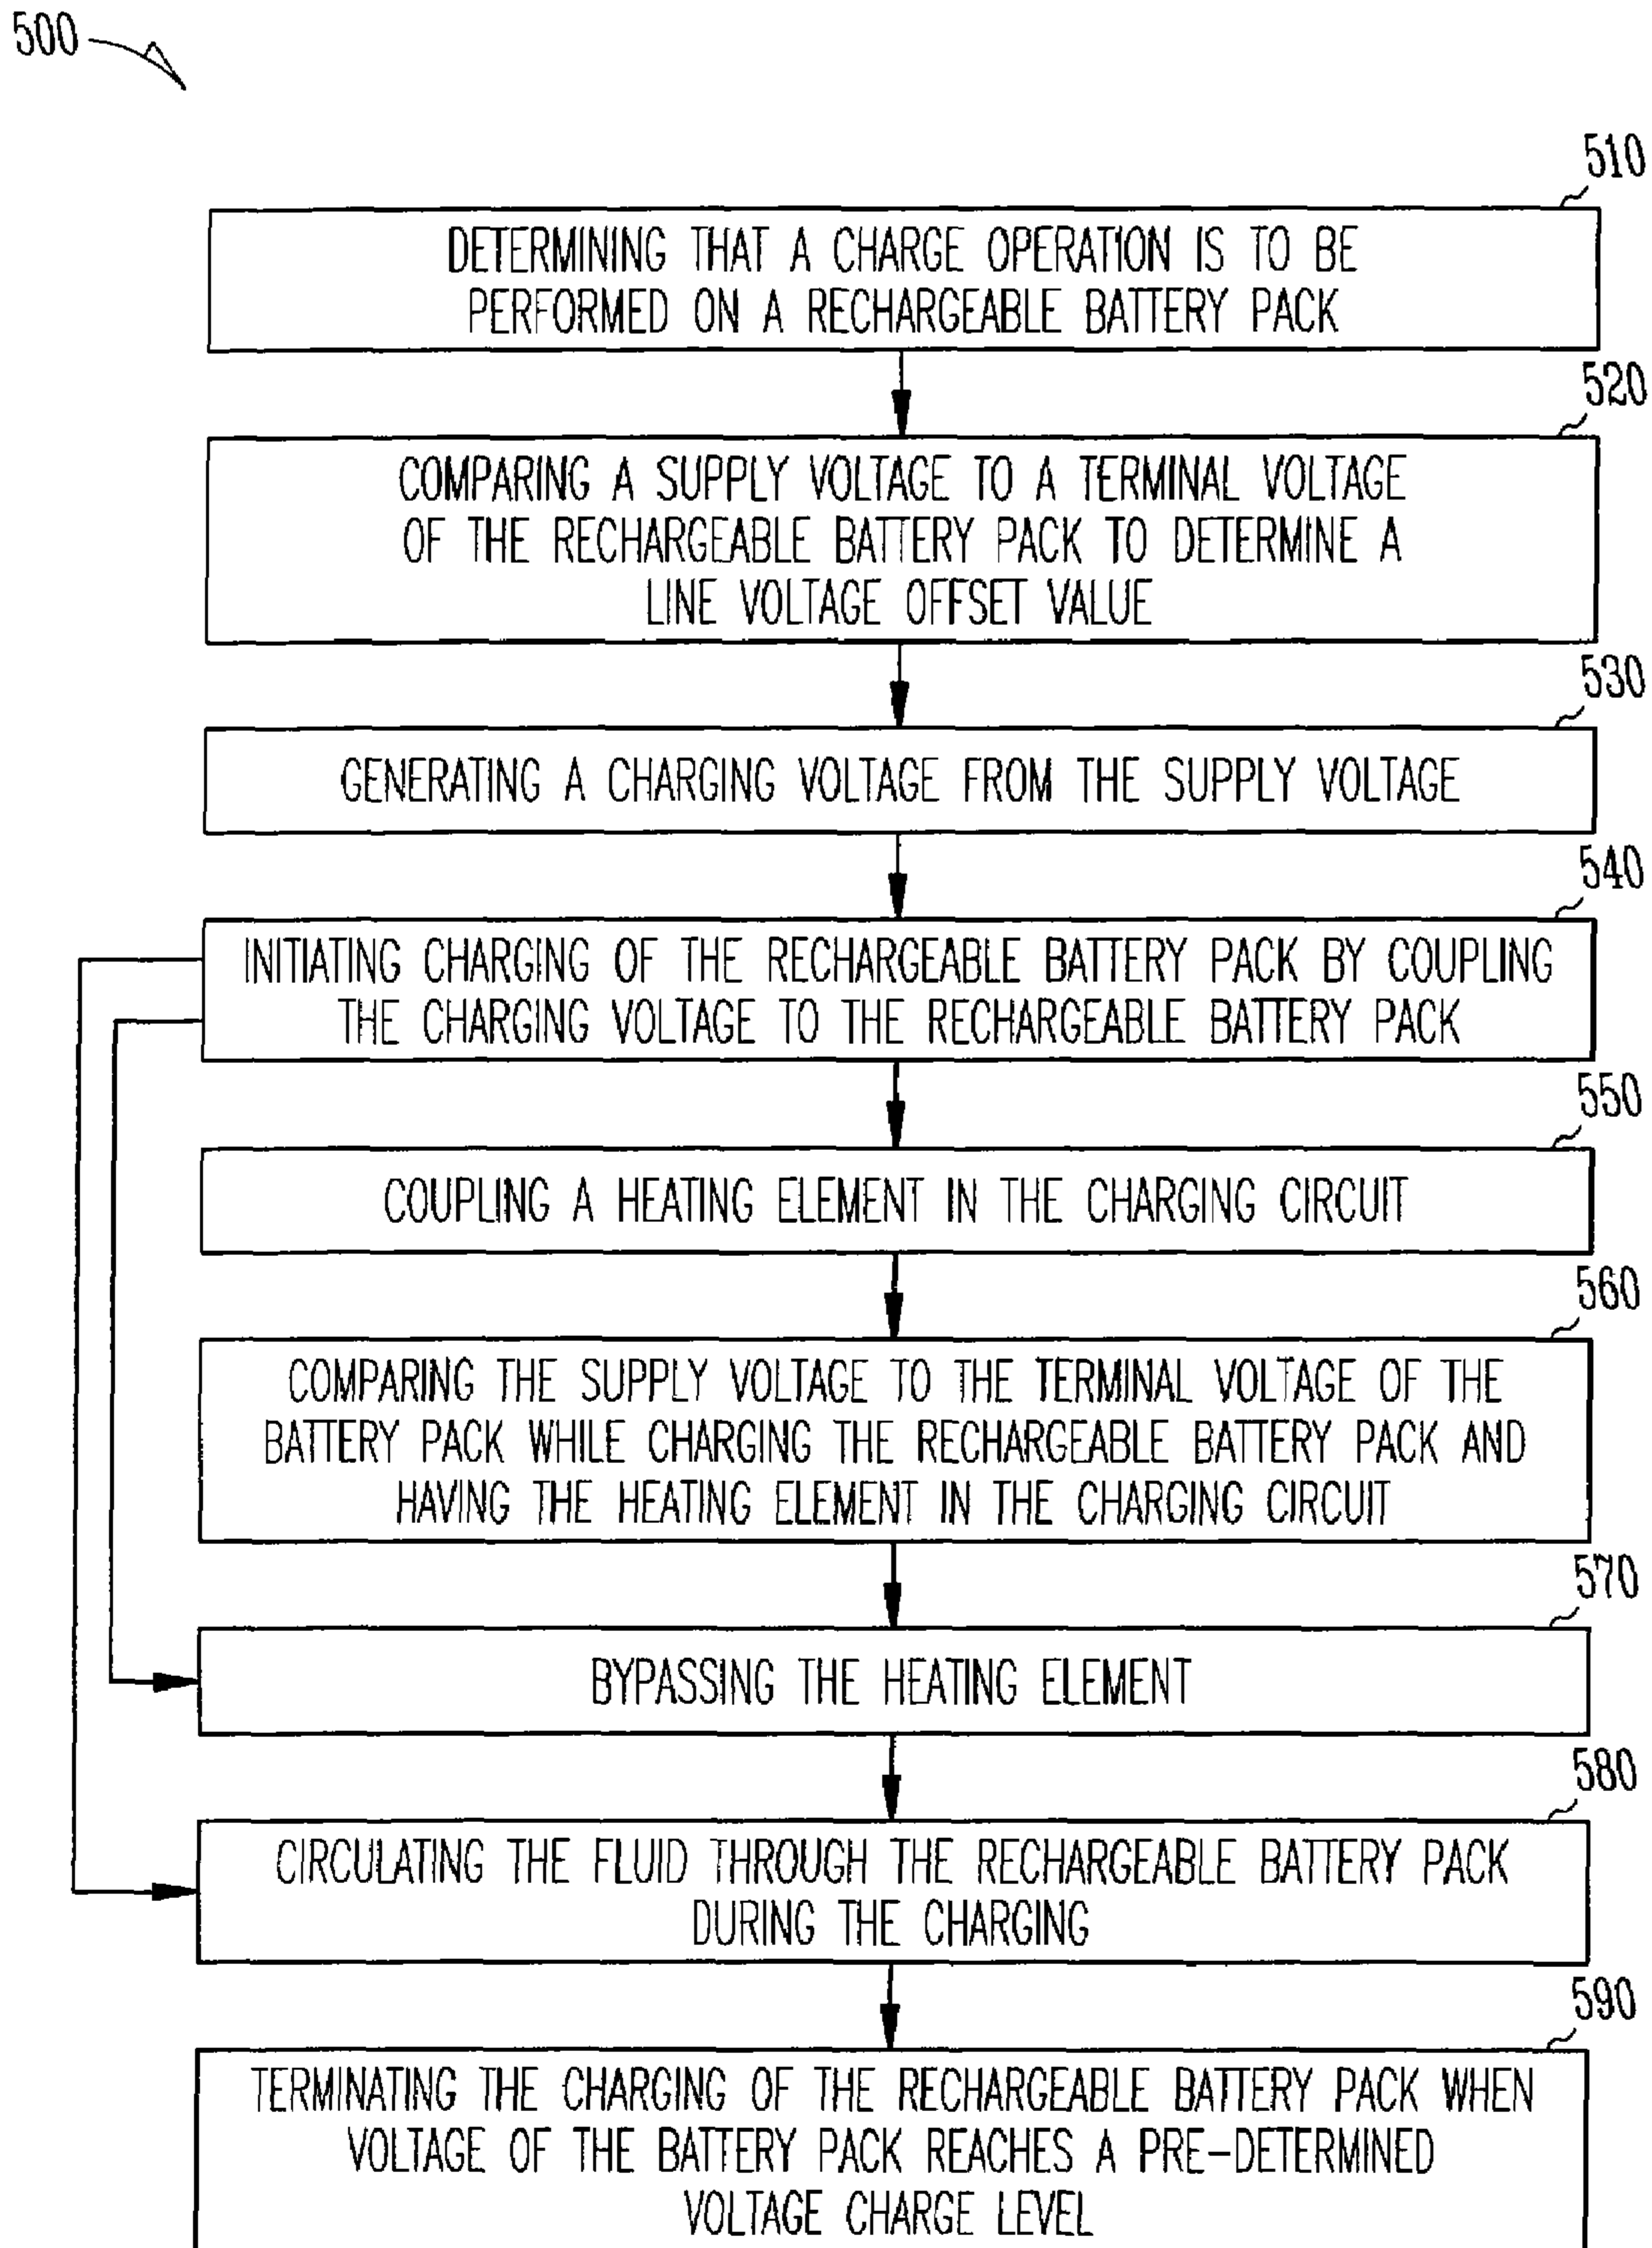 500
510
DETERMINING THAT A CHARGE OPERATION IS TO BE
PERFORMED ON A RECHARGEABLE BATTERY PACK
520
COMPARING A SUPPLY VOLTAGE TO A TERMINAL VOLTAGE
OF THE RECHARGEABLE BATTERY PACK TO DETERMINE A
LINE VOLTAGE OFFSET VALUE
530
GENERATING A CHARGING VOLTAGE FROM THE SUPPLY VOLTAGE
540
INITIATING CHARGING OF THE RECHARGEABLE BATTERY PACK BY COUPLING
THE CHARGING VOLTAGE TO THE RECHARGEABLE BATTERY PACK
550
COUPLING A HEATING ELEMENT IN THE CHARGING CIRCUIT
560
COMPARING THE SUPPLY VOLTAGE TO THE TERMINAL VOLTAGE OF THE
BATTERY PACK WHILE CHARGING THE RECHARGEABLE BATTERY PACK AND
HAVING THE HEATING ELEMENT IN THE CHARGING CIRCUIT
570
BYPASSING THE HEATING ELEMENT
580
CIRCULATING THE FLUID THROUGH THE RECHARGEABLE BATTERY PACK
DURING THE CHARGING
590
TERMINATING THE CHARGING OF THE RECHARGEABLE BATTERY PACK WHEN
VOLTAGE OF THE BATTERY PACK REACHES A PRE-DETERMINED
VOLTAGE CHARGE LEVEL